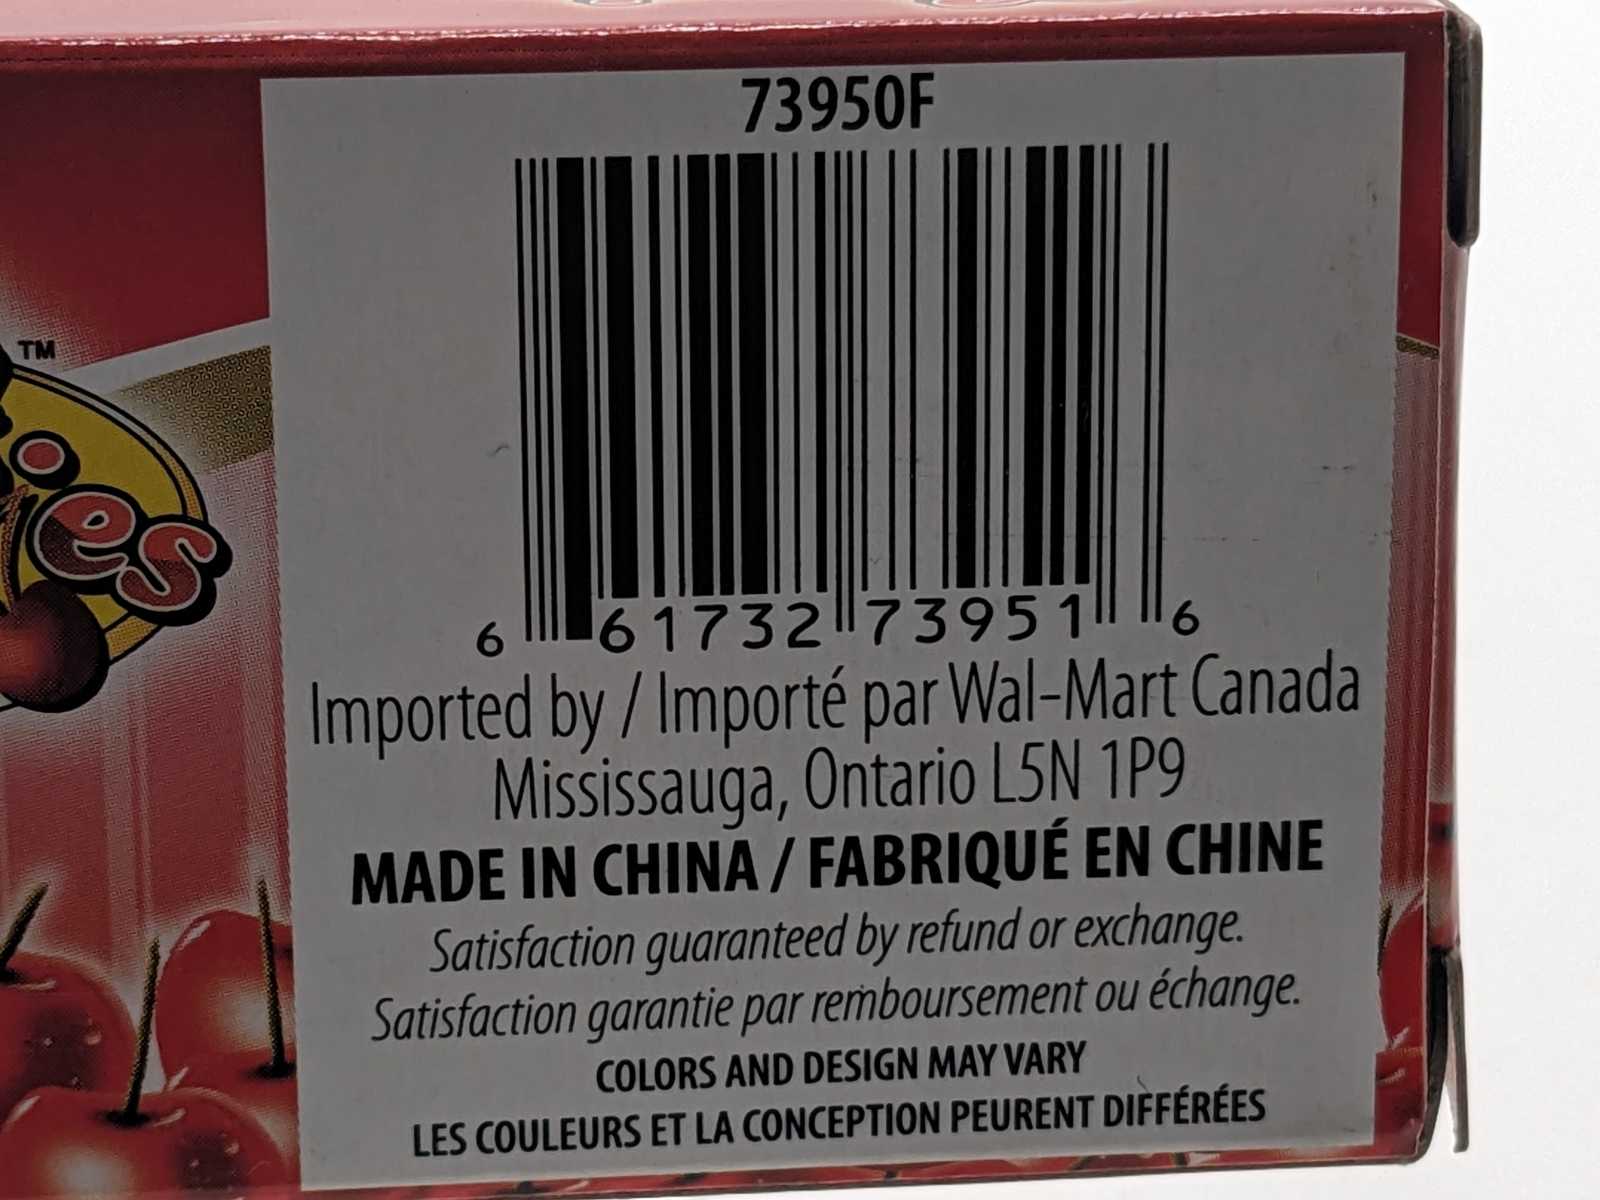 73950F
6 61732 73951 6
Imported by / Importé par Wal-Mart Canada
Mississauga, Ontario L5N 1P9
MADE IN CHINA / FABRIQUÉ EN CHINE
Satisfaction guaranteed by refund or exchange.
Satisfaction garantie par remboursement ou échange.
COLORS AND DESIGN MAY VARY
LES COULEURS ET LA CONCEPTION PEURENT DIFFÉRÉES
TM
ies